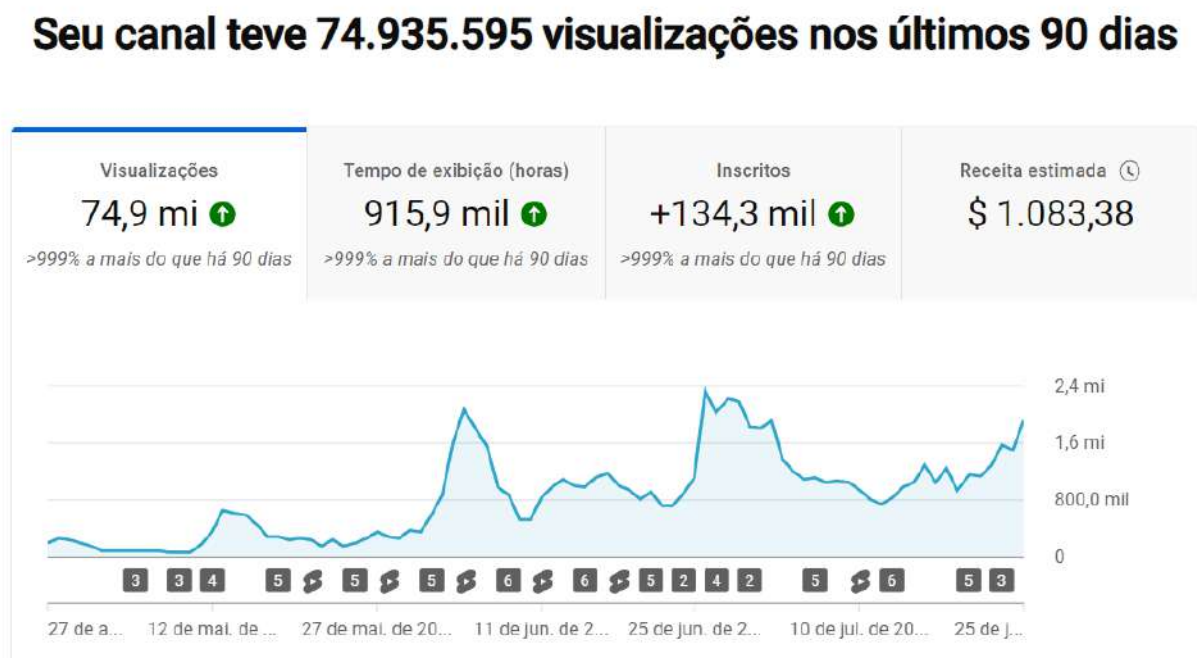 Seu canal teve 74.935.595 visualizações nos últimos 90 dias
Visualizações
74,9 mi
>999% a mais do que há 90 dias
Tempo de exibição (horas)
915,9 mil
>999% a mais do que há 90 dias
Inscritos
+134,3 mil
>999% a mais do que há 90 dias
Receita estimada
$ 1.083,38
2,4 mi
1,6 mi
800,0 mil
0
3 3 4 5 5 5 6 6 5 2 4 2 5 6 5 3
27 de a... 12 de mai. de ... 27 de mai. de 20... 11 de jun. de 2... 25 de jun. de 2... 10 de jul. de 20... 25 de j...